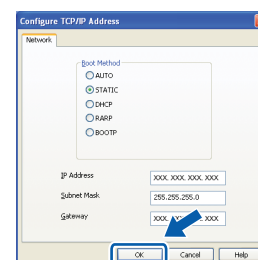 Configure TCP/IP Address
Network
Boot Method
AUTO
STATIC
DHCP
RARP
BOOTP
IP Address XXX. XXX. XXX. XXX
Subnet Mask 255.255.255.0
Gateway XXX. XXX
OK Cancel Help